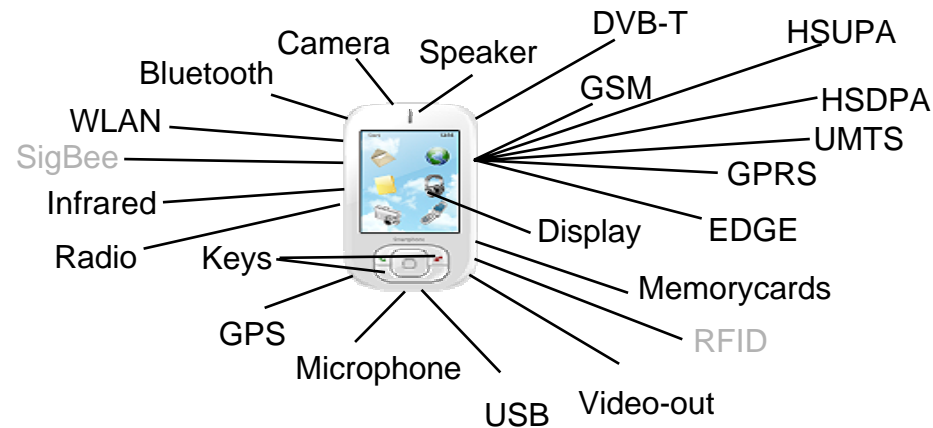 DVB-T
HSUPA
Camera
Speaker
Bluetooth
GSM
HSDPA
WLAN
UMTS
SigBee
GPRS
Infrared
EDGE
Display
Radio
Keys
Smartphone
Memorycards
GPS
RFID
Microphone
Video-out
USB